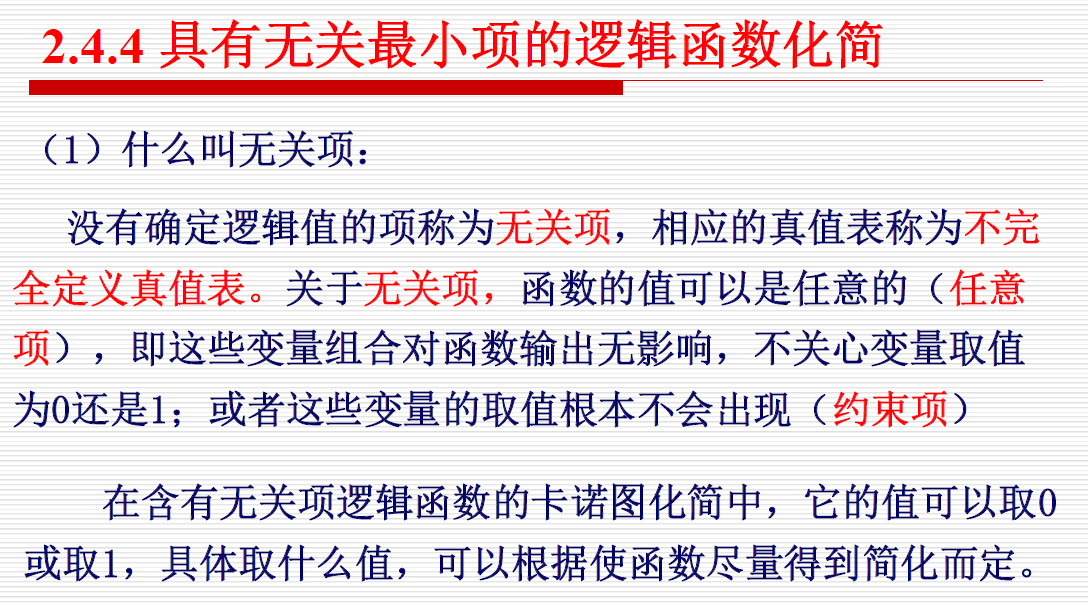 2.4.4 具有无关最小项的逻辑函数化简
（1）什么叫无关项：
没有确定逻辑值的项称为无关项，相应的真值表称为不完
全定义真值表。关于无关项，函数的值可以是任意的（任意
项），即这些变量组合对函数输出无影响，不关心变量取值
为0还是1；或者这些变量的取值根本不会出现（约束项）
在含有无关项逻辑函数的卡诺图化简中，它的值可以取0
或取1，具体取什么值，可以根据使函数尽量得到简化而定。